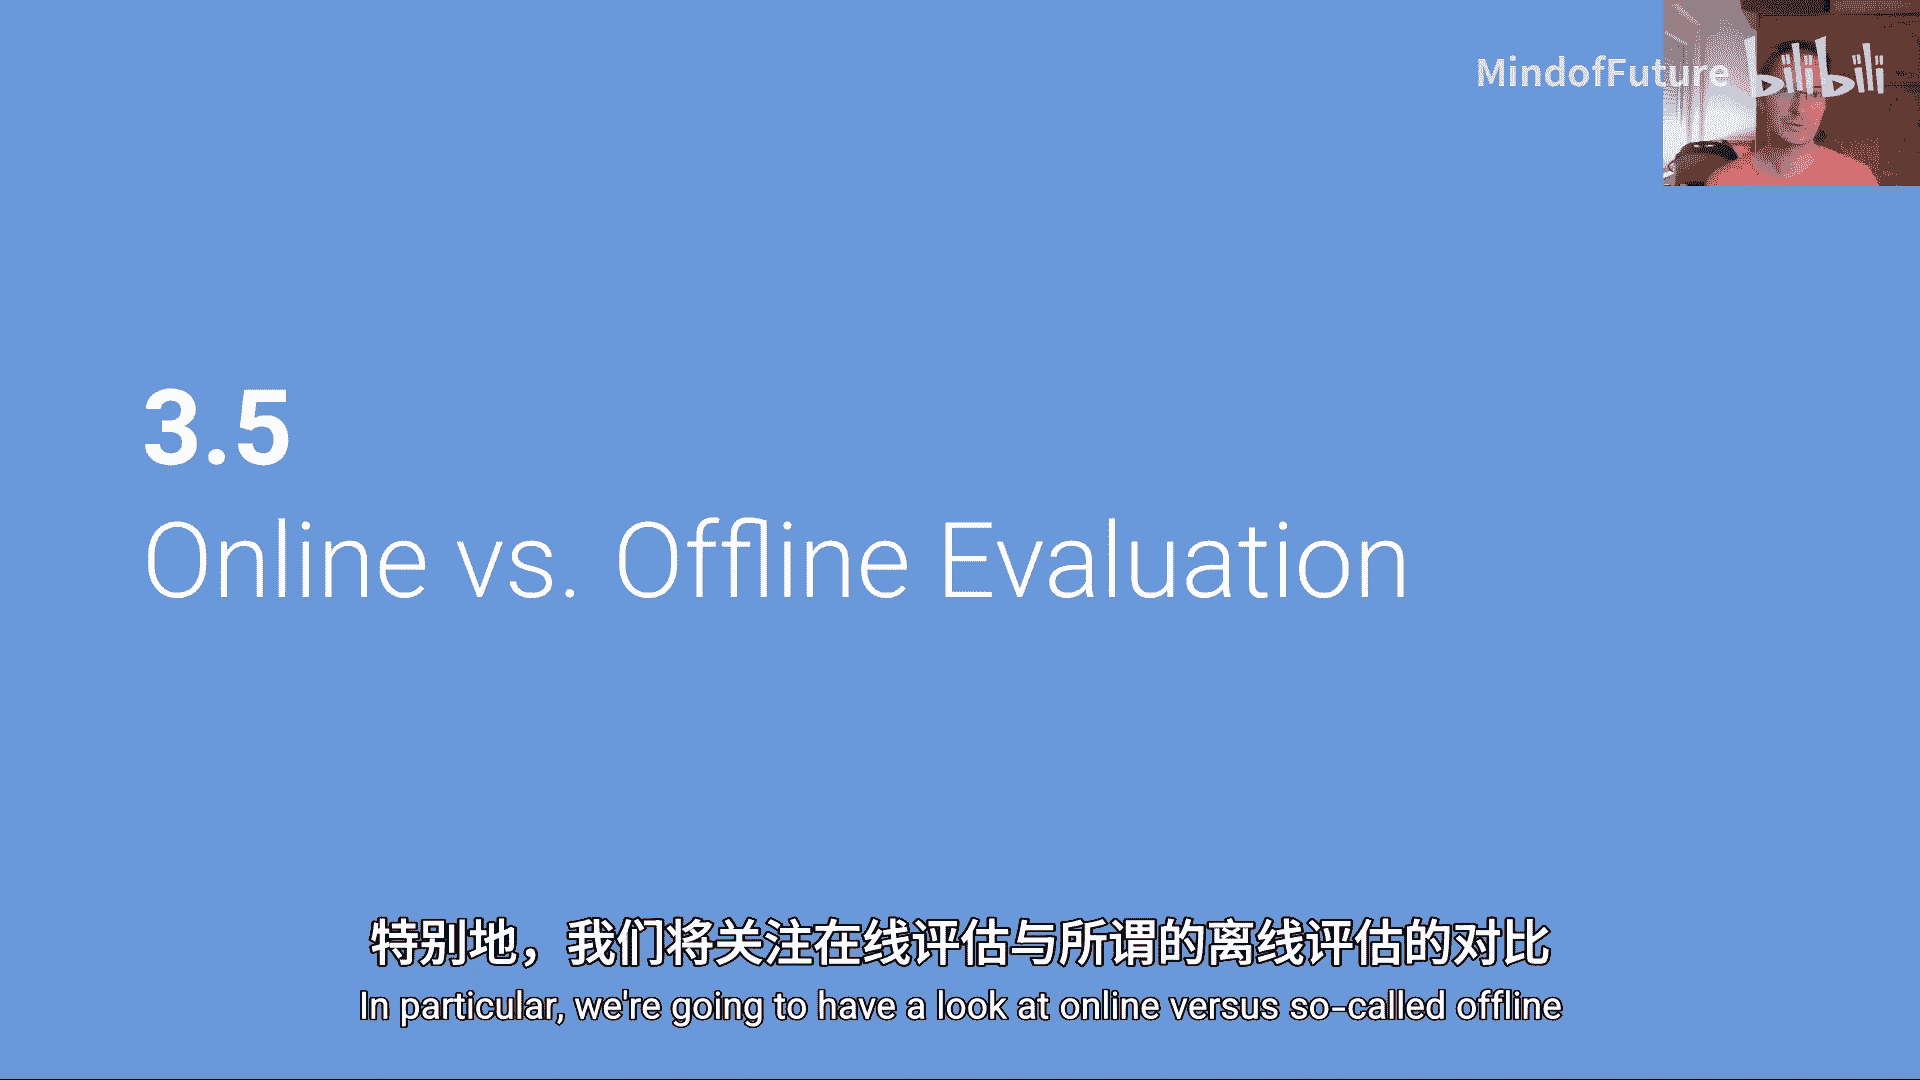 MindofFuture bilibili
3.5
Online vs. Offline Evaluation
特别地，我们将关注在线评估与所谓的离线评估的对比
In particular, we're going to have a look at online versus so-called offline